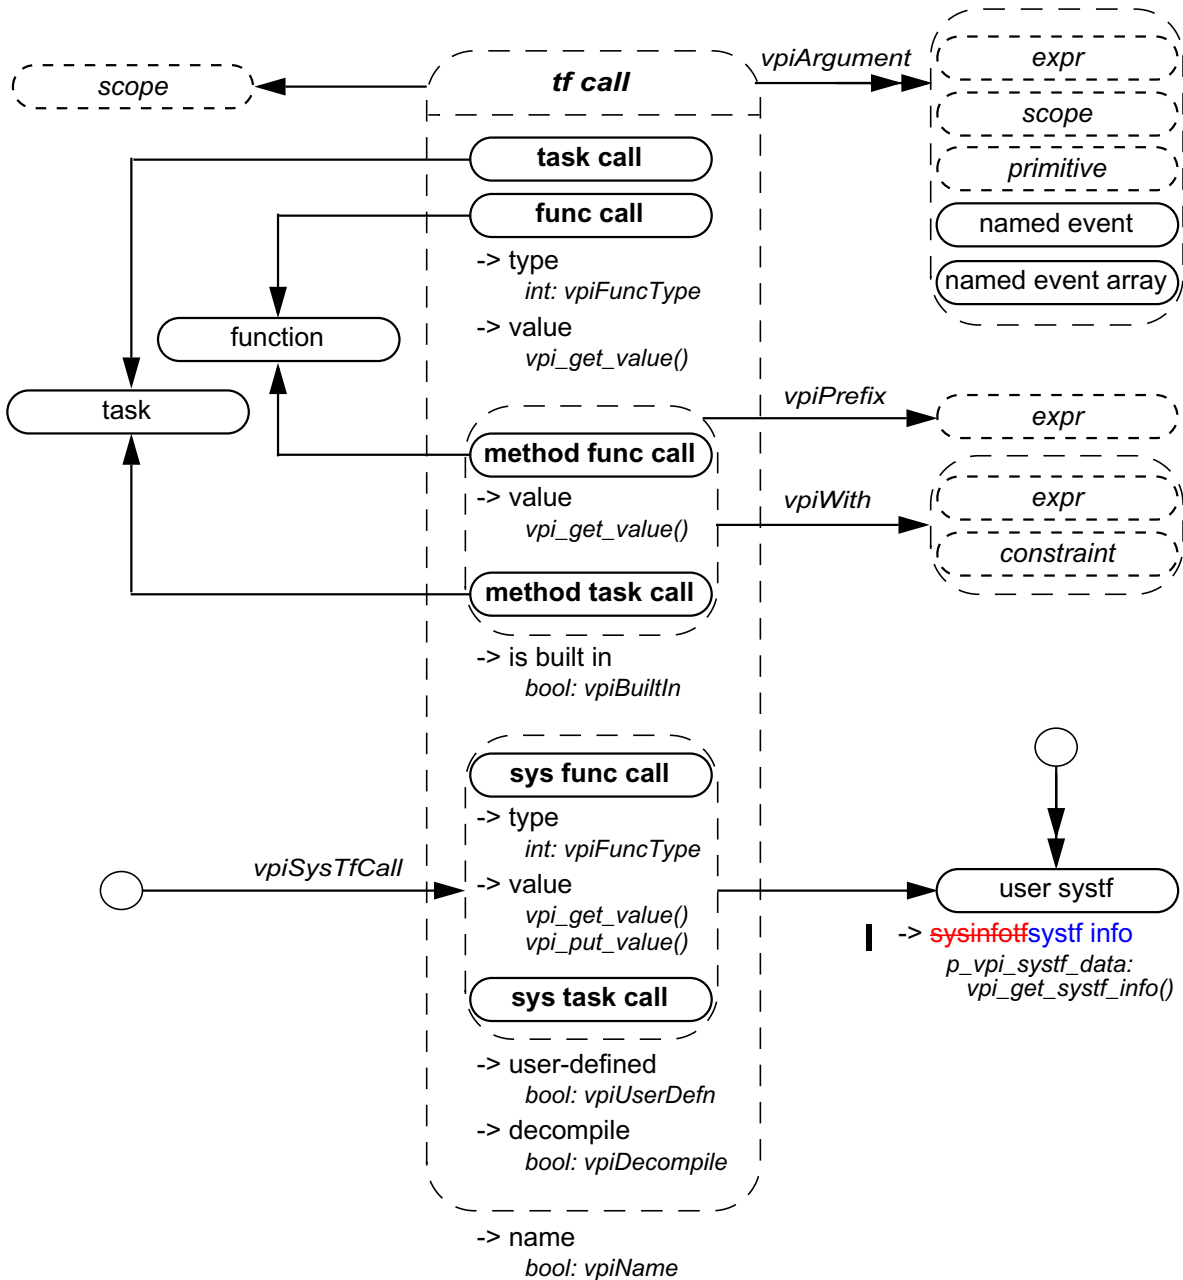 vpiArgument
tf call
scope
expr
scope
primitive
named event
named event array
task call
func call
-> type
int: vpiFuncType
-> value
vpi_get_value()
function
task
vpiPrefix
expr
method func call
-> value
vpi_get_value()
vpiWith
expr
constraint
method task call
-> is built in
bool: vpiBuiltIn
sys func call
-> type
int: vpiFuncType
vpiSysTfCall
-> value
vpi_get_value()
vpi_put_value()
user systf
-> sysinfotfsystf info
p_vpi_systf_data:
vpi_get_systf_info()
sys task call
-> user-defined
bool: vpiUserDefn
-> decompile
bool: vpiDecompile
-> name
bool: vpiName